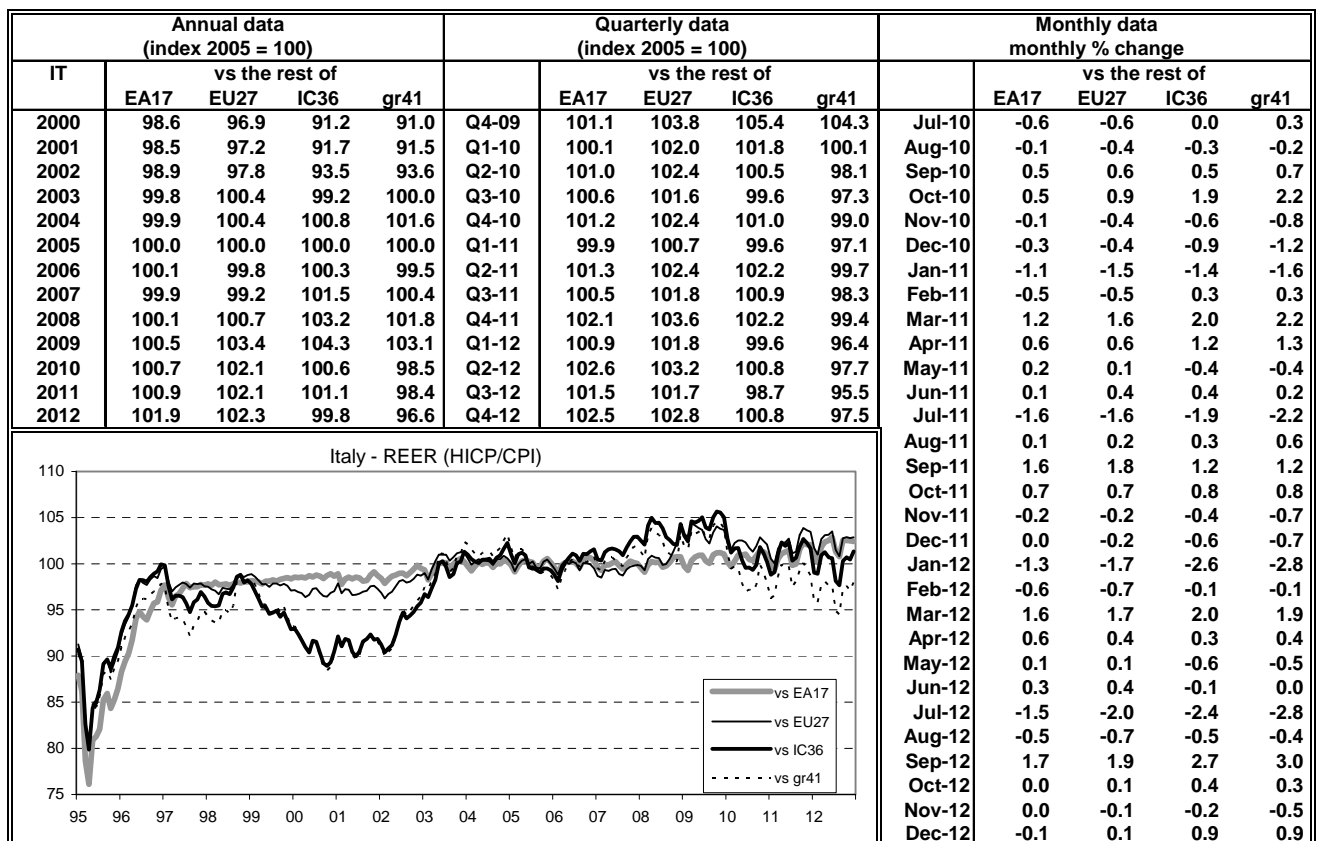 Annual data Quarterly data Monthly data
(index 2005 = 100) (index 2005 = 100) monthly % change
IT vs the rest of vs the rest of vs the rest of
EA17 EU27 IC36 gr41 EA17 EU27 IC36 gr41 EA17 EU27 IC36 gr41
2000 98.6 96.9 91.2 91.0 Q4-09 101.1 103.8 105.4 104.3 Jul-10 -0.6 -0.6 0.0 0.3
2001 98.5 97.2 91.7 91.5 Q1-10 100.1 102.0 101.8 100.1 Aug-10 -0.1 -0.4 -0.3 -0.2
2002 98.9 97.8 93.5 93.6 Q2-10 101.0 102.4 100.5 98.1 Sep-10 0.5 0.6 0.5 0.7
2003 99.8 100.4 99.2 100.0 Q3-10 100.6 101.6 99.6 97.3 Oct-10 0.5 0.9 1.9 2.2
2004 99.9 100.4 100.8 101.6 Q4-10 101.2 102.4 101.0 99.0 Nov-10 -0.1 -0.4 -0.6 -0.8
2005 100.0 100.0 100.0 100.0 Q1-11 99.9 100.7 99.6 97.1 Dec-10 -0.3 -0.4 -0.9 -1.2
2006 100.1 99.8 100.3 99.5 Q2-11 101.3 102.4 102.2 99.7 Jan-11 -1.1 -1.5 -1.4 -1.6
2007 99.9 99.2 101.5 100.4 Q3-11 100.5 101.8 100.9 98.3 Feb-11 -0.5 -0.5 0.3 0.3
2008 100.1 100.7 103.2 101.8 Q4-11 102.1 103.6 102.2 99.4 Mar-11 1.2 1.6 2.0 2.2
2009 100.5 103.4 104.3 103.1 Q1-12 100.9 101.8 99.6 96.4 Apr-11 0.6 0.6 1.2 1.3
2010 100.7 102.1 100.6 98.5 Q2-12 102.6 103.2 100.8 97.7 May-11 0.2 0.1 -0.4 -0.4
2011 100.9 102.1 101.1 98.4 Q3-12 101.5 101.7 98.7 95.5 Jun-11 0.1 0.4 0.4 0.2
2012 101.9 102.3 99.8 96.6 Q4-12 102.5 102.8 100.8 97.5 Jul-11 -1.6 -1.6 -1.9 -2.2
Aug-11 0.1 0.2 0.3 0.6
Sep-11 1.6 1.8 1.2 1.2
Oct-11 0.7 0.7 0.8 0.8
Nov-11 -0.2 -0.2 -0.4 -0.7
Dec-11 0.0 -0.2 -0.6 -0.7
Jan-12 -1.3 -1.7 -2.6 -2.8
Feb-12 -0.6 -0.7 -0.1 -0.1
Mar-12 1.6 1.7 2.0 1.9
Apr-12 0.6 0.4 0.3 0.4
May-12 0.1 0.1 -0.6 -0.5
Jun-12 0.3 0.4 -0.1 0.0
Jul-12 -1.5 -2.0 -2.4 -2.8
Aug-12 -0.5 -0.7 -0.5 -0.4
Sep-12 1.7 1.9 2.7 3.0
Oct-12 0.0 0.1 0.4 0.3
Nov-12 0.0 -0.1 -0.2 -0.5
Dec-12 -0.1 0.1 0.9 0.9
Italy - REER (HICP/CPI)
110
105
100
95
90
85
80
75
vs EA17
vs EU27
vs IC36
vs gr41
95 96 97 98 99 00 01 02 03 04 05 06 07 08 09 10 11 12